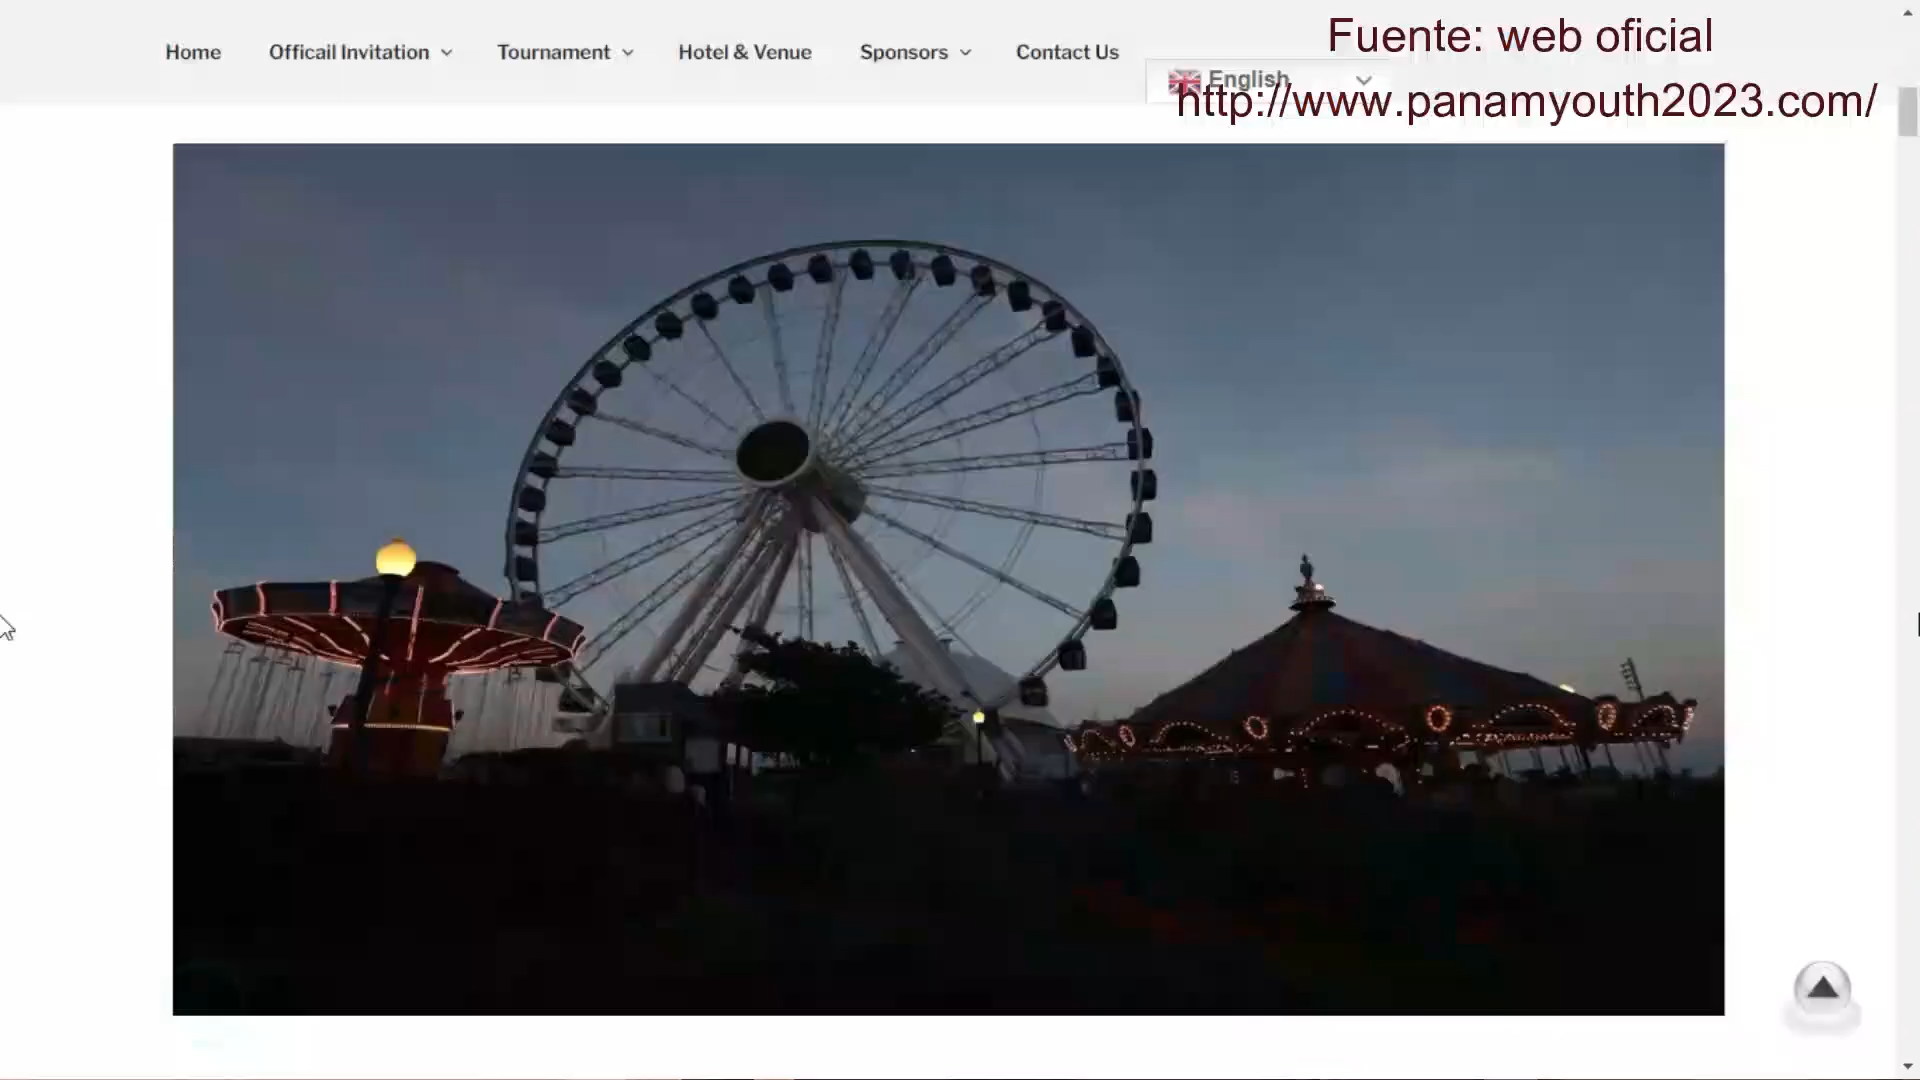 Home Officail Invitation Tournament Hotel & Venue Sponsors Contact Us
English
Fuente: web oficial
http://www.panamyouth2023.com/